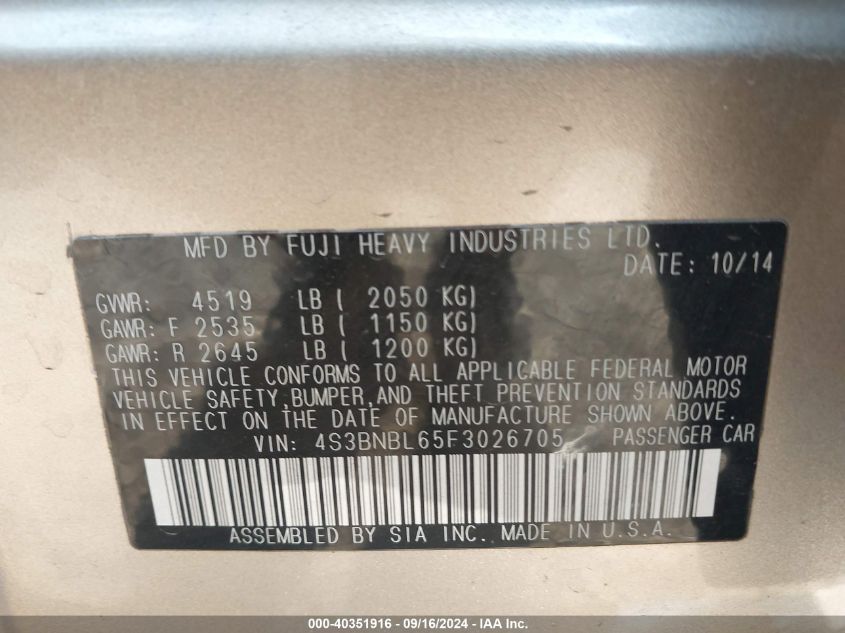 MFD BY FUJI HEAVY INDUSTRIES LTD.
DATE: 10/14
GVWR: 4519 LB ( 2050 KG)
GAWR: F 2535 LB ( 1150 KG)
GAWR: R 2645 LB ( 1200 KG)
THIS VEHICLE CONFORMS TO ALL APPLICABLE FEDERAL MOTOR
VEHICLE SAFETY,BUMPER,AND THEFT PREVENTION STANDARDS
IN EFFECT ON THE DATE OF MANUFACTURE SHOWN ABOVE.
VIN: 4S3BNBL65F3026705 PASSENGER CAR
ASSEMBLED BY SIA INC. MADE IN U.S.A.
000-40351916 - 09/16/2024 - IAA Inc.